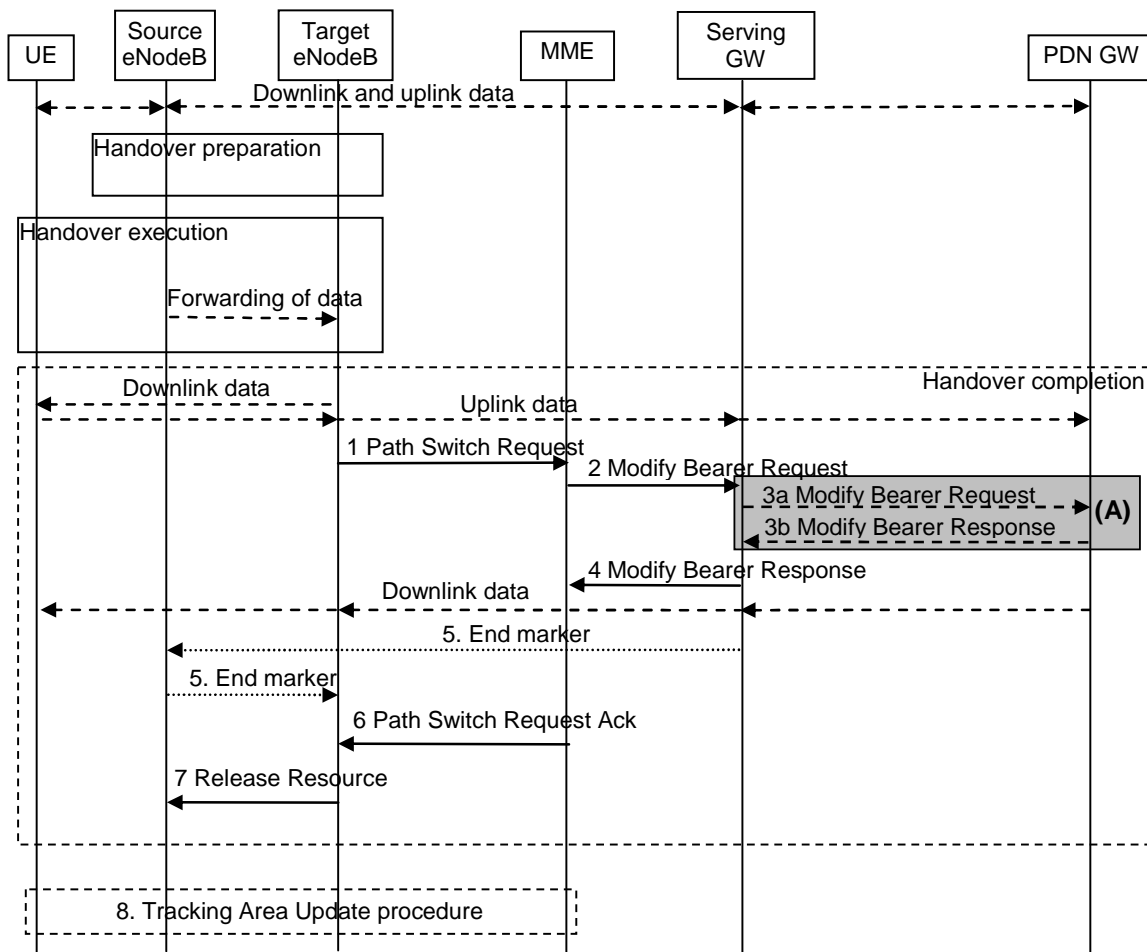 UE
Source
eNodeB
Target
eNodeB
MME
Serving
GW
PDN GW
Downlink and uplink data
Handover preparation
Handover execution
Forwarding of data
Handover completion
Downlink data
Uplink data
1 Path Switch Request
2 Modify Bearer Request
3a Modify Bearer Request
(A)
3b Modify Bearer Response
4 Modify Bearer Response
Downlink data
5. End marker
5. End marker
6 Path Switch Request Ack
7 Release Resource
8. Tracking Area Update procedure